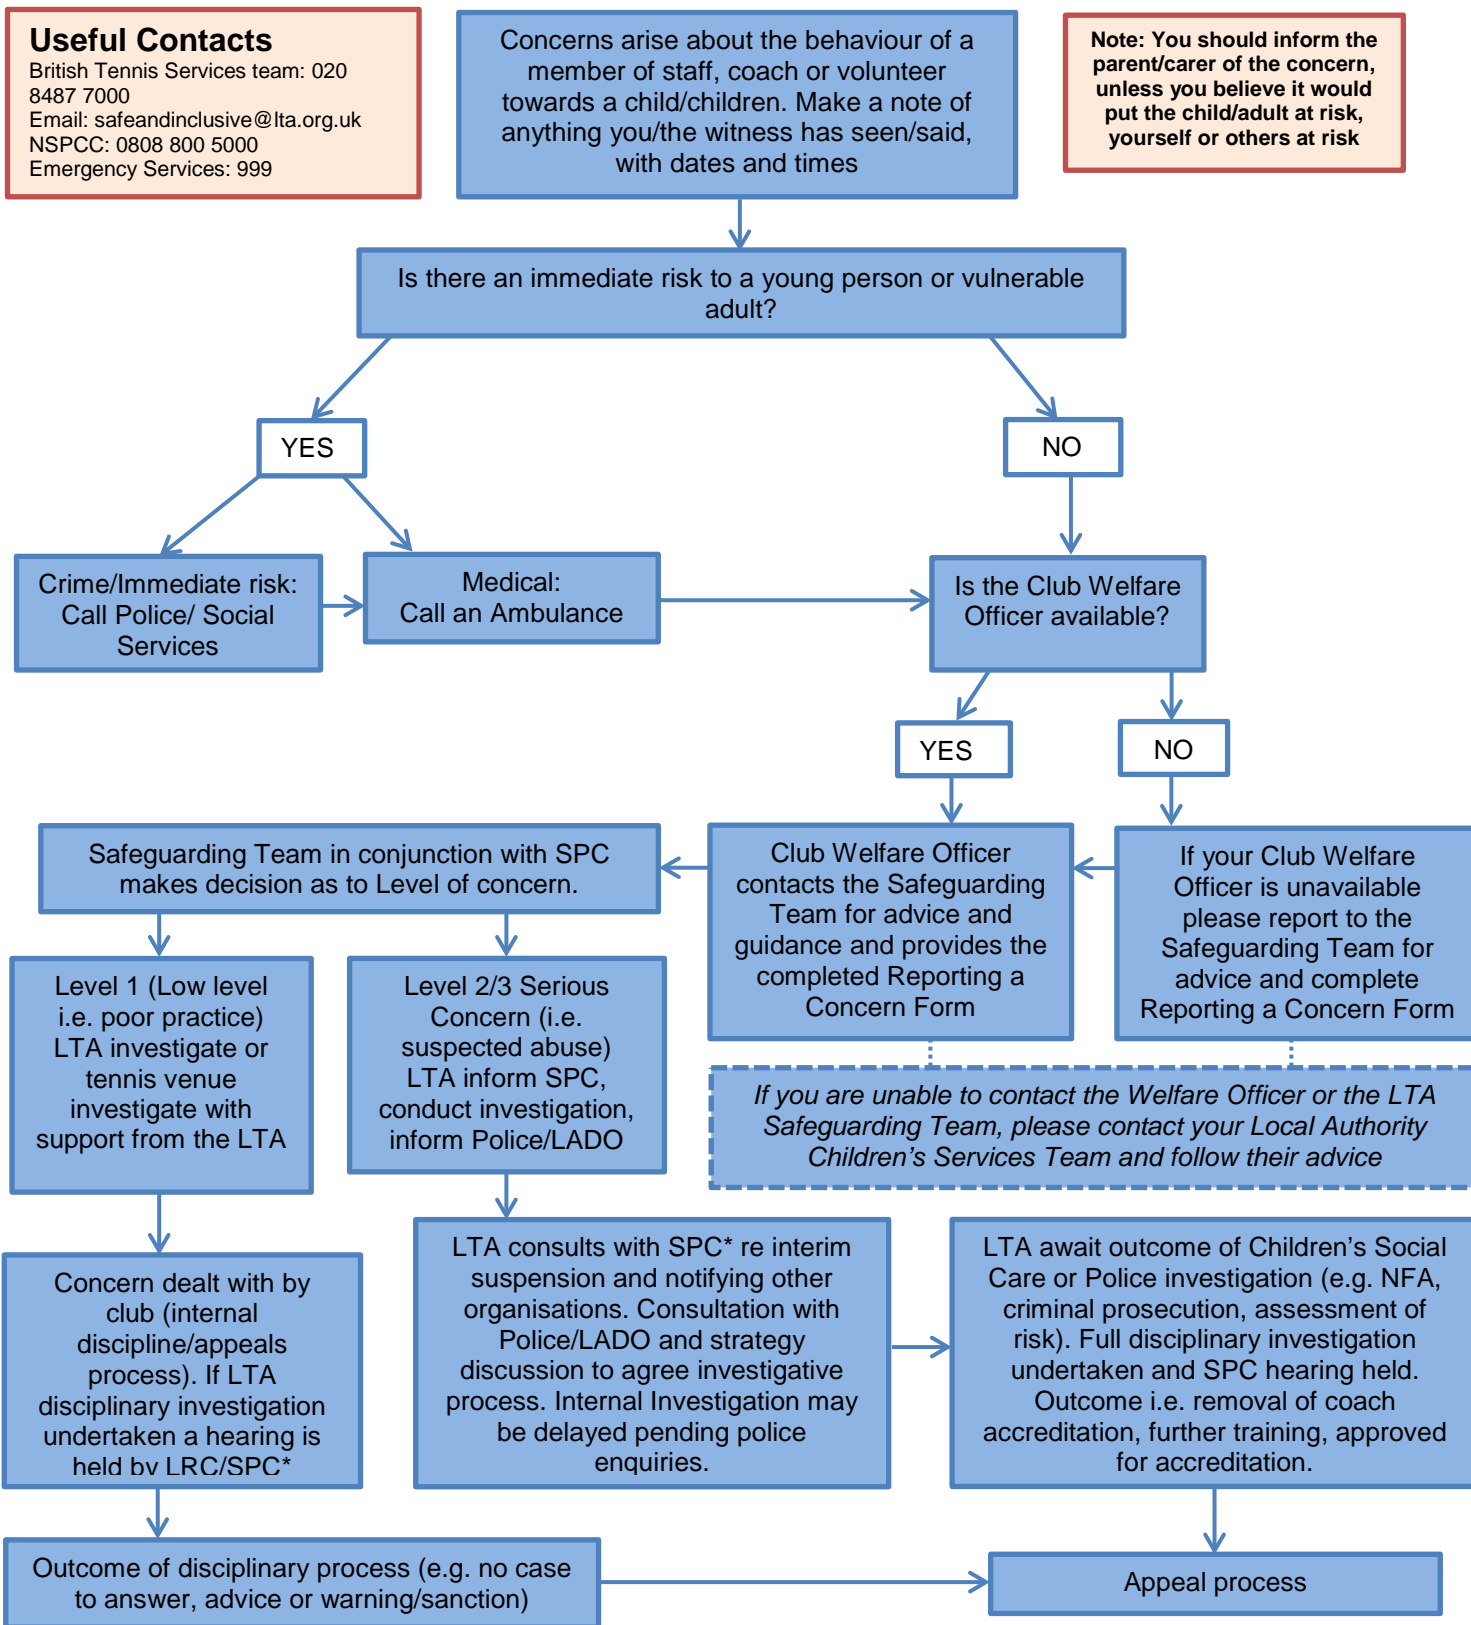 Useful Contacts
British Tennis Services team: 020
8487 7000
Email: safeandinclusive@lta.org.uk
NSPCC: 0808 800 5000
Emergency Services: 999
Concerns arise about the behaviour of a
member of staff, coach or volunteer
towards a child/children. Make a note of
anything you/the witness has seen/said,
with dates and times
Note: You should inform the
parent/carer of the concern,
unless you believe it would
put the child/adult at risk,
yourself or others at risk
Is there an immediate risk to a young person or vulnerable
adult?
YES
NO
Crime/Immediate risk:
Call Police/ Social
Services
Medical:
Call an Ambulance
Is the Club Welfare
Officer available?
YES
NO
Safeguarding Team in conjunction with SPC
makes decision as to Level of concern.
Club Welfare Officer
contacts the Safeguarding
Team for advice and
guidance and provides the
completed Reporting a
Concern Form
If your Club Welfare
Officer is unavailable
please report to the
Safeguarding Team for
advice and complete
Reporting a Concern Form
Level 1 (Low level
i.e. poor practice)
LTA investigate or
tennis venue
investigate with
support from the LTA
Level 2/3 Serious
Concern (i.e.
suspected abuse)
LTA inform SPC,
conduct investigation,
inform Police/LADO
If you are unable to contact the Welfare Officer or the LTA
Safeguarding Team, please contact your Local Authority
Children’s Services Team and follow their advice
Concern dealt with by
club (internal
discipline/appeals
process). If LTA
disciplinary investigation
undertaken a hearing is
held by LRC/SPC*
LTA consults with SPC* re interim
suspension and notifying other
organisations. Consultation with
Police/LADO and strategy
discussion to agree investigative
process. Internal Investigation may
be delayed pending police
enquiries.
LTA await outcome of Children’s Social
Care or Police investigation (e.g. NFA,
criminal prosecution, assessment of
risk). Full disciplinary investigation
undertaken and SPC hearing held.
Outcome i.e. removal of coach
accreditation, further training, approved
for accreditation.
Outcome of disciplinary process (e.g. no case
to answer, advice or warning/sanction)
Appeal process